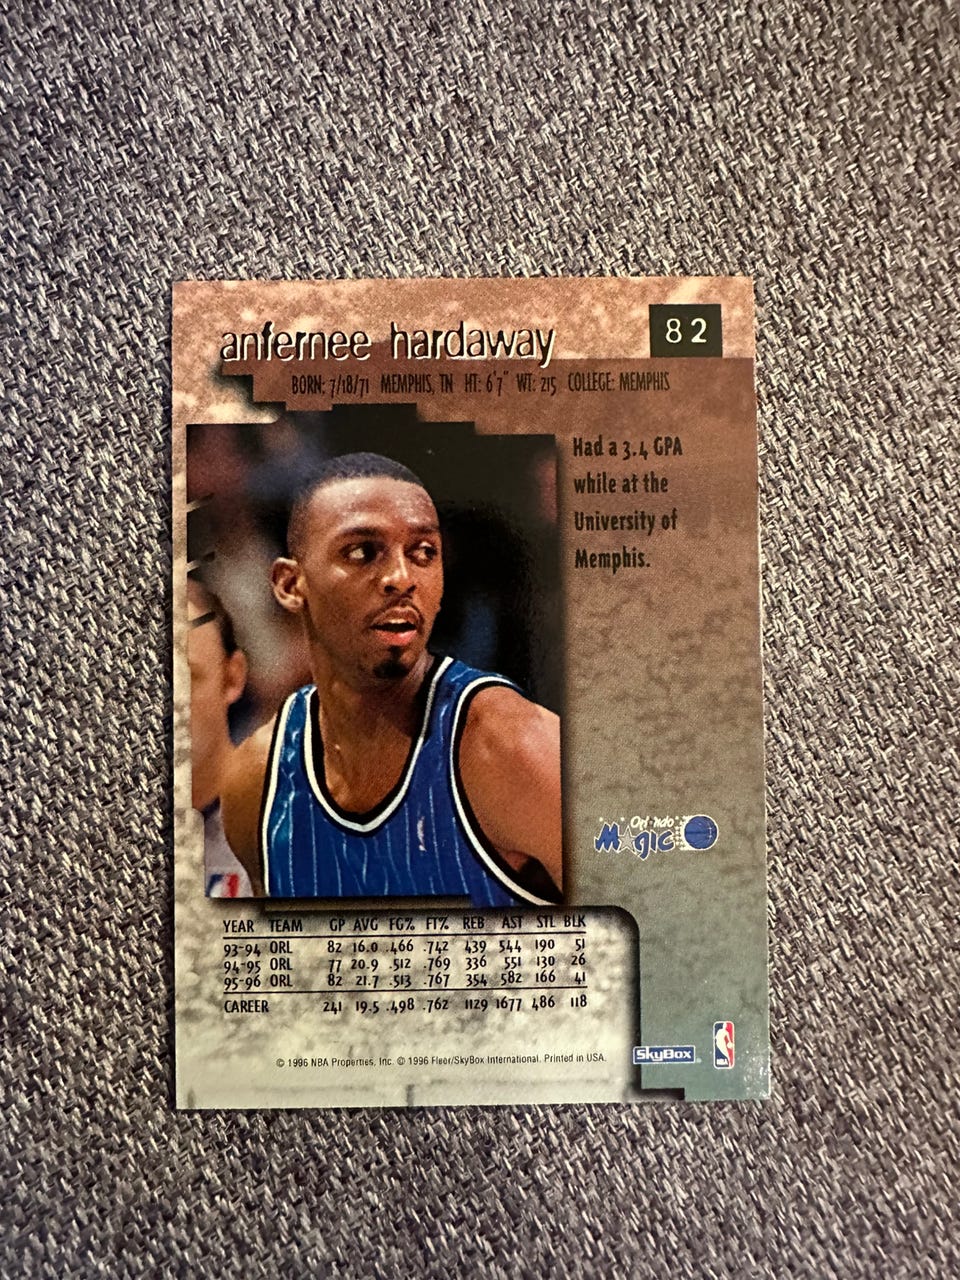 anfernee hardaway
82
BORN: 7/18/71 MEMPHIS, TN HT: 6'7" WT: 215 COLLEGE: MEMPHIS
Had a 3.4 GPA
while at the
University of
Memphis.
Orlando
Magic
YEAR TEAM GP AVG FG% FT% REB AST STL BLK
93-94 ORL 82 16.0 .466 .742 439 544 190 51
94-95 ORL 77 20.9 .512 .769 336 551 130 26
95-96 ORL 82 21.7 .513 .767 354 582 166 41
CAREER 241 19.5 .498 .762 1129 1677 486 118
© 1996 NBA Properties, Inc. © 1996 Fleer/SkyBox International. Printed in USA.
SkyBox
NBA